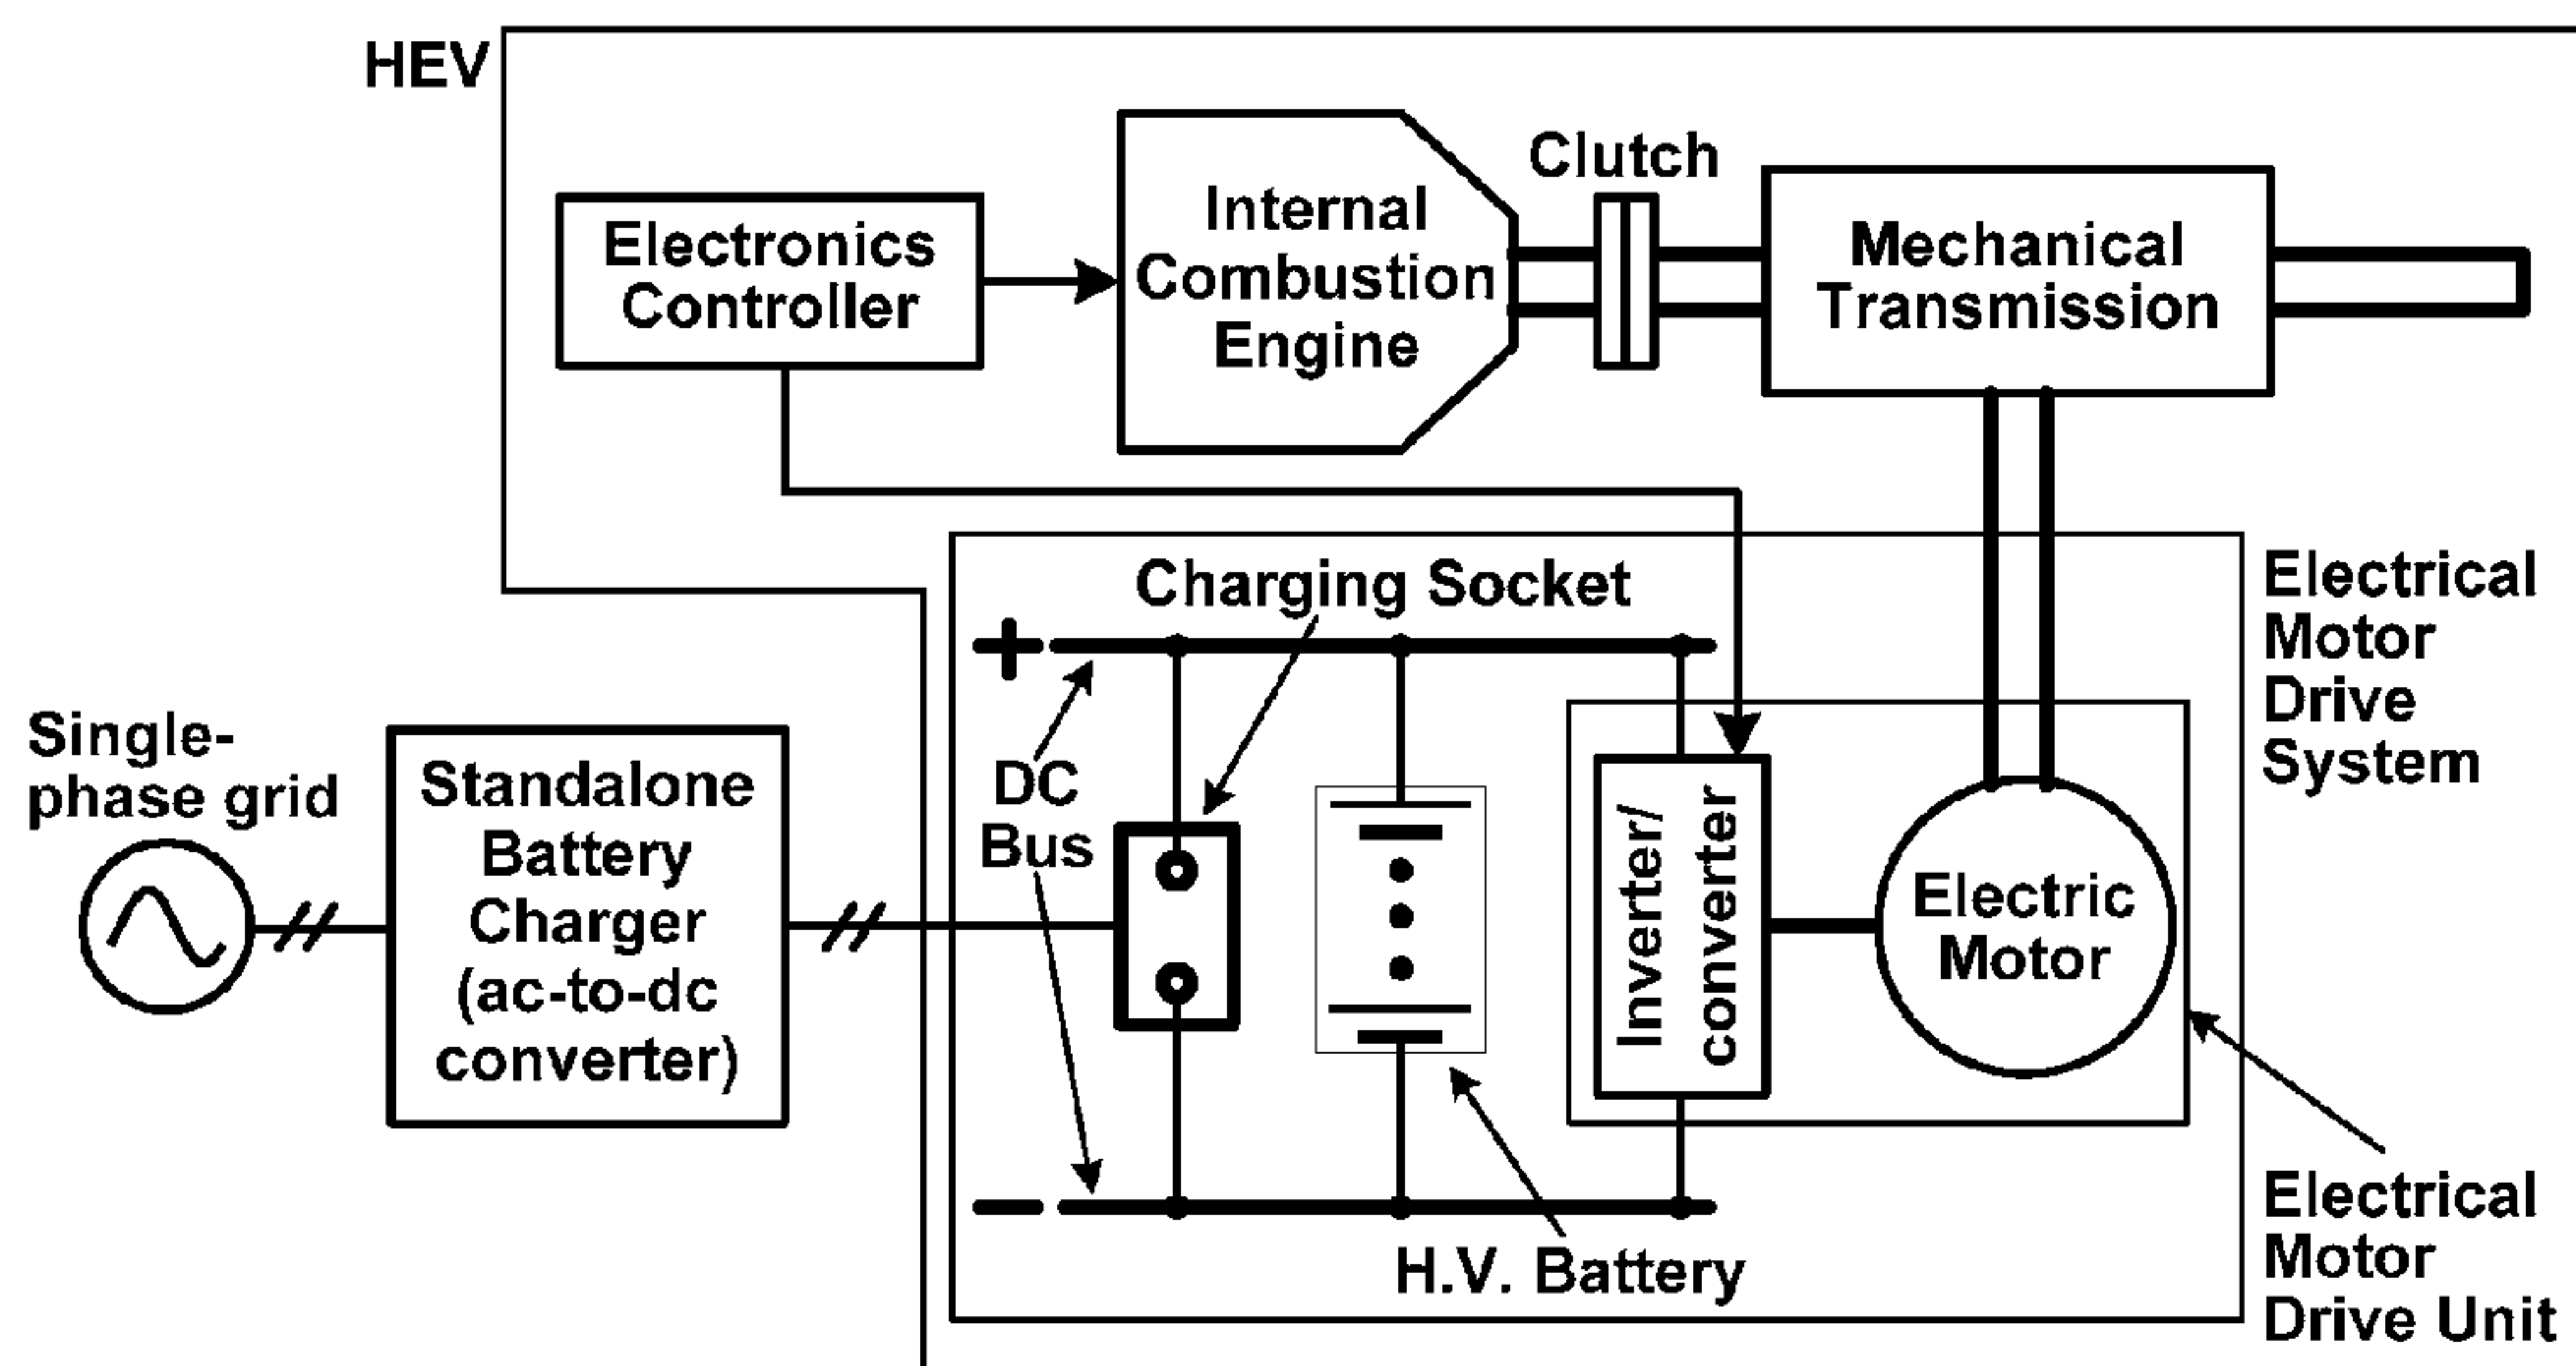 HEV
Electronics
Controller
Internal
Combustion
Engine
Clutch
Mechanical
Transmission
Single-
phase grid
Standalone
Battery
Charger
(ac-to-dc
converter)
Charging Socket
+
DC
Bus
Inverter/
converter
Electric
Motor
H.V. Battery
Electrical
Motor
Drive
System
Electrical
Motor
Drive Unit